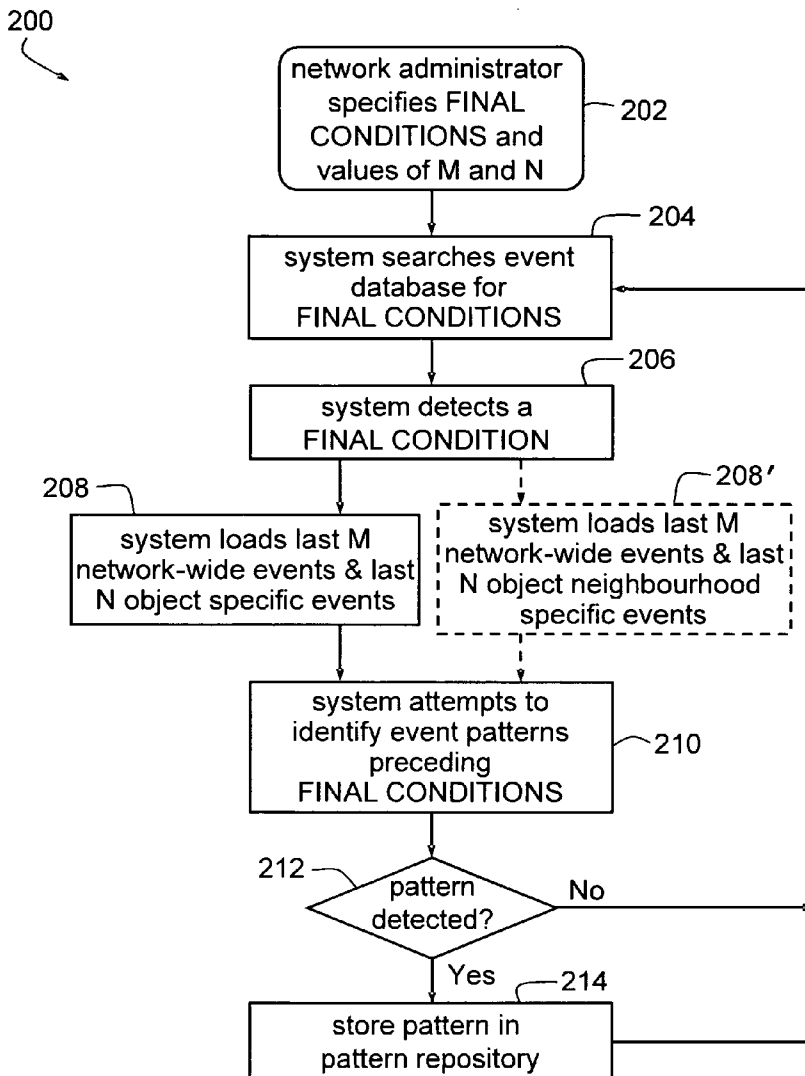 200
network administrator
specifies FINAL
CONDITIONS and
values of M and N
202
204
system searches event
database for
FINAL CONDITIONS
206
system detects a
FINAL CONDITION
208
system loads last M
network-wide events & last
N object specific events
208'
system loads last M
network-wide events & last
N object neighbourhood
specific events
system attempts to
identify event patterns
preceding
FINAL CONDITIONS
210
212
pattern
detected?
No
Yes
214
store pattern in
pattern repository